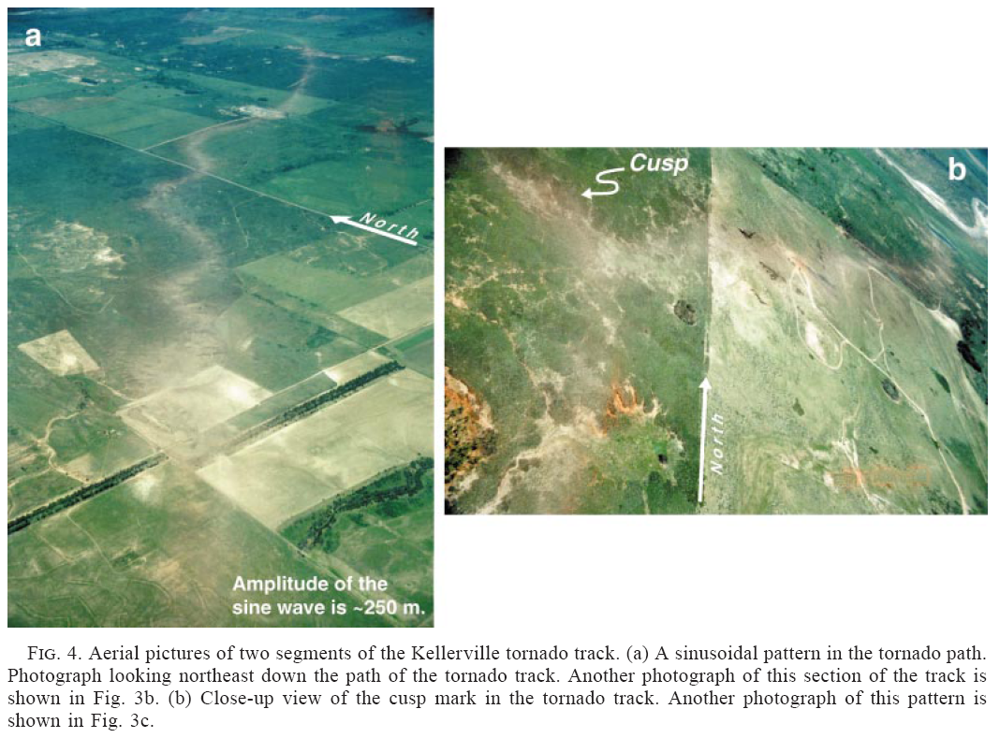 a
North
Amplitude of the
sine wave is ~250 m.
Cusp
b
North
FIG. 4. Aerial pictures of two segments of the Kellerville tornado track. (a) A sinusoidal pattern in the tornado path.
Photograph looking northeast down the path of the tornado track. Another photograph of this section of the track is
shown in Fig. 3b. (b) Close-up view of the cusp mark in the tornado track. Another photograph of this pattern is
shown in Fig. 3c.